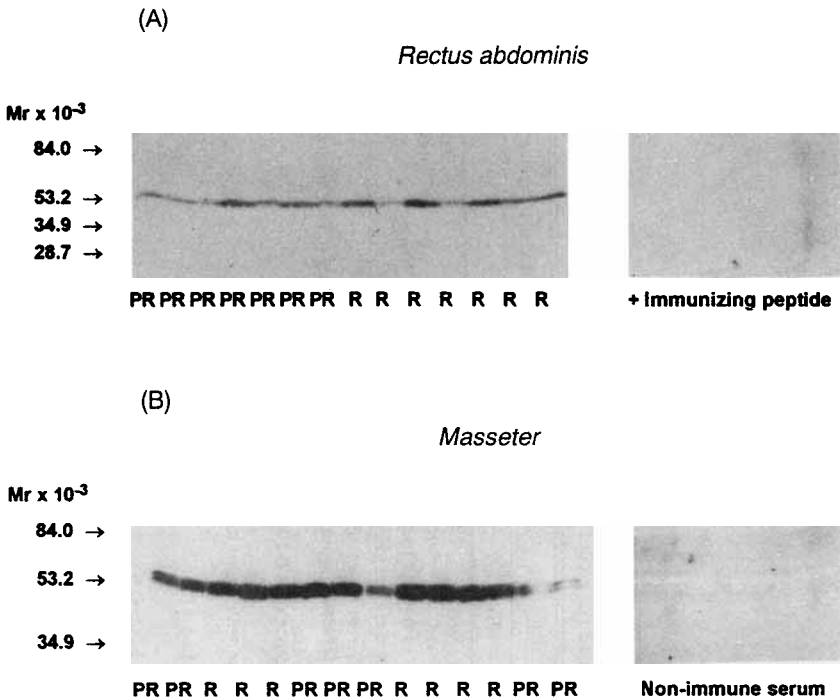 (A)
Rectus abdominis
Mr x 10-3
84.0 →
53.2 →
34.9 →
28.7 →
PR PR PR PR PR PR PR R R R R R R R
+ Immunizing peptide
(B)
Masseter
Mr x 10-3
84.0 →
53.2 →
34.9 →
PR PR R R R PR PR PR R R R R PR PR
Non-immune serum